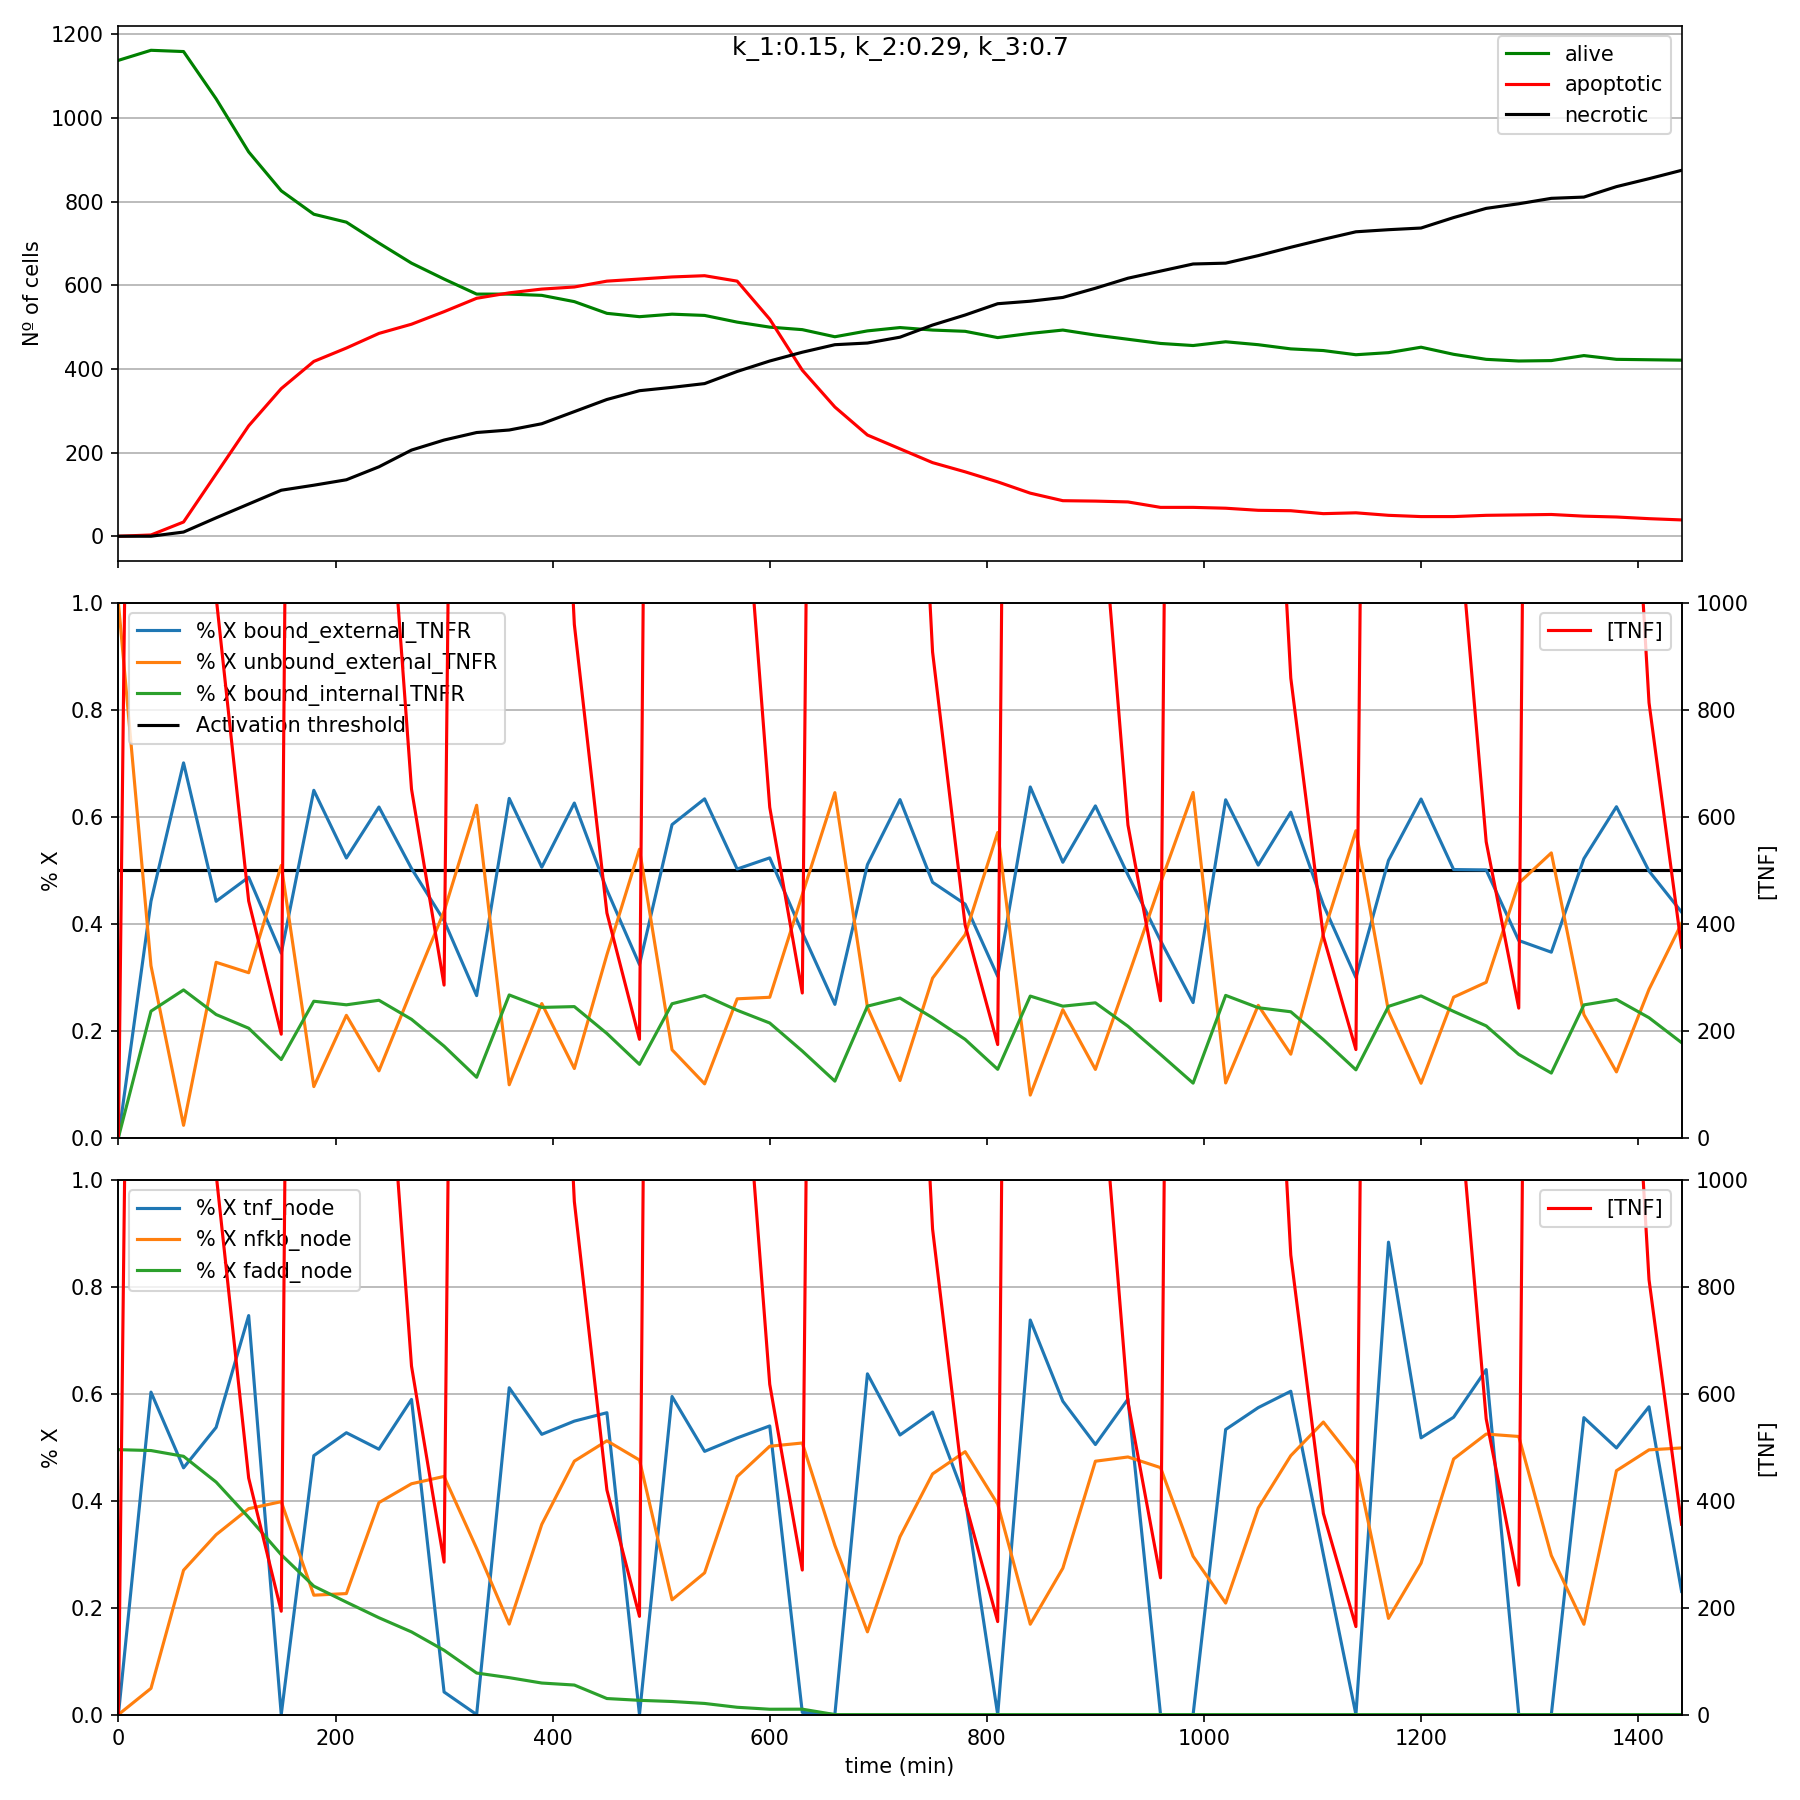 k_1:0.15, k_2:0.29, k_3:0.7
1200
1000
800
600
400
200
0
Nº of cells
alive
apoptotic
necrotic
1.0
0.8
0.6
0.4
0.2
0.0
% X
% X bound_external_TNFR
% X unbound_external_TNFR
% X bound_internal_TNFR
Activation threshold
[TNF]
1000
800
600
400
200
0
[TNF]
1.0
0.8
0.6
0.4
0.2
0.0
% X
% X tnf_node
% X nfkb_node
% X fadd_node
[TNF]
1000
800
600
400
200
0
[TNF]
0 200 400 600 800 1000 1200 1400
time (min)